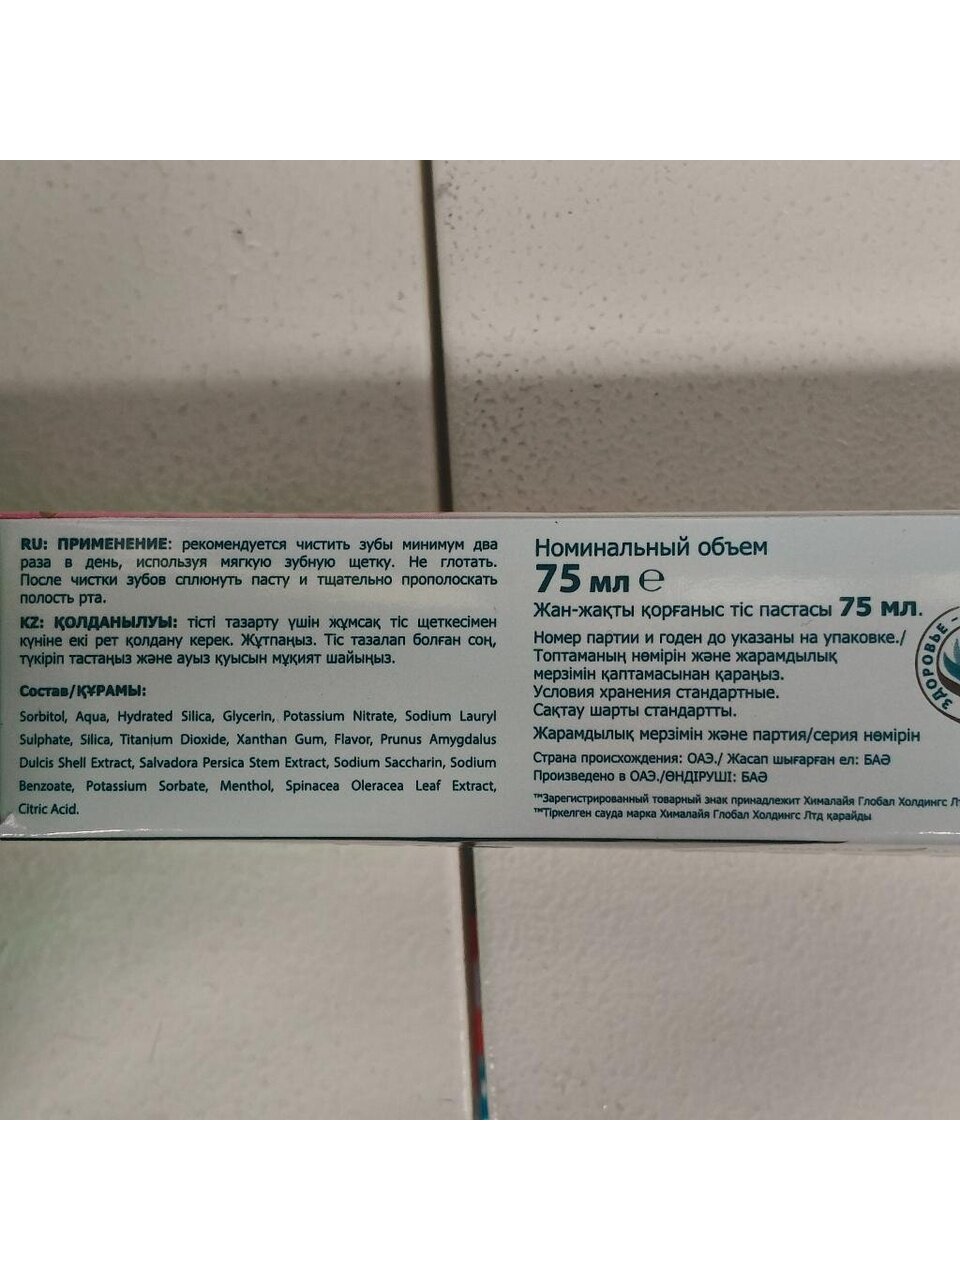 RU: ПРИМЕНЕНИЕ: рекомендуется чистить зубы минимум два
раза в день, используя мягкую зубную щетку. Не глотать.
После чистки зубов сплюнуть пасту и тщательно прополоскать
полость рта.
KZ: ҚОЛДАНЫЛУЫ: тісті тазарту үшін жұмсақ тіс щеткесімен
күніне екі рет қолдану керек. Жұтпаңыз. Тіс тазалап болған соң,
түкіріп тастаңыз және ауыз қуысын мұқият шайыңыз.
Состав/ҚҰРАМЫ:
Sorbitol, Aqua, Hydrated Silica, Glycerin, Potassium Nitrate, Sodium Lauryl
Sulphate, Silica, Titanium Dioxide, Xanthan Gum, Flavor, Prunus Amygdalus
Dulcis Shell Extract, Salvadora Persica Stem Extract, Sodium Saccharin, Sodium
Benzoate, Potassium Sorbate, Menthol, Spinacea Oleracea Leaf Extract,
Citric Acid.
Номинальный объем
75 мл ℮
Жан-жақты қорғаныс тіс пастасы 75 мл.
Номер партии и годен до указаны на упаковке./
Топтаманың нөмірін және жарамдылық
мерзімін қаптамасынан қараңыз.
Условия хранения стандартные.
Сақтау шарты стандартты.
Жарамдылық мерзімін және партия/серия нөмірін
Страна происхождения: ОАЭ./ Жасап шығарған ел: БАӘ
Произведено в ОАЭ./ӨНДІРУШІ: БАӘ
™Зарегистрированный товарный знак принадлежит Хималайя Глобал Холдингс
™Тіркелген сауда марка Хималайя Глобал Холдингс Лтд қарайды
ЗДОРОВЬЕ -